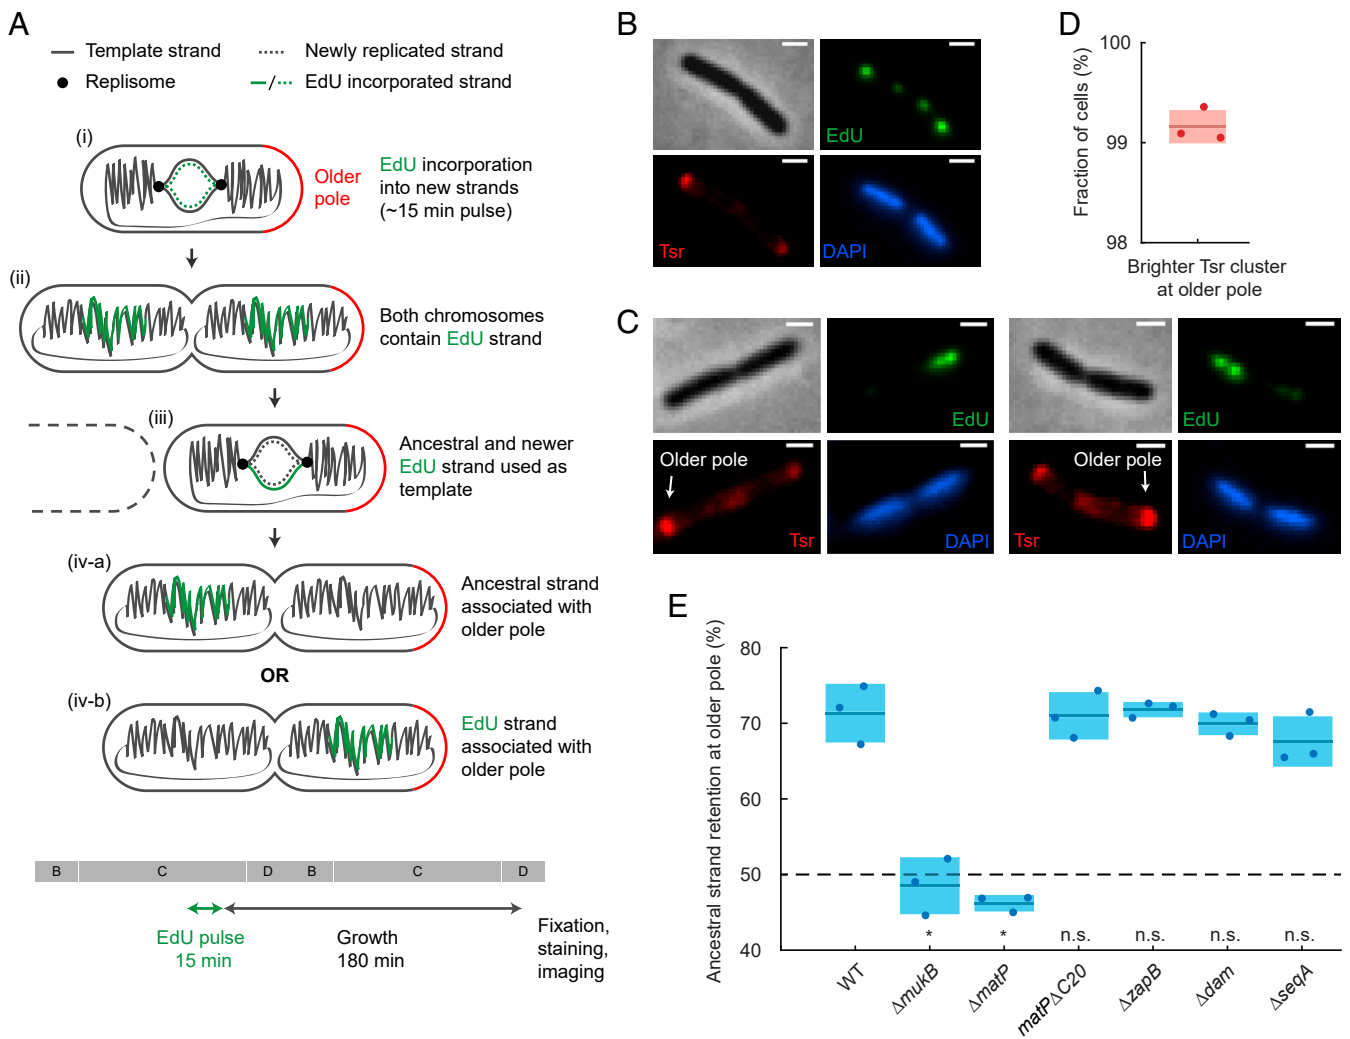 A
Template strand
Newly replicated strand
Replisome
EdU incorporated strand
(i)
Older
pole
EdU incorporation
into new strands
(~15 min pulse)
(ii)
Both chromosomes
contain EdU strand
(iii)
Ancestral and newer
EdU strand used as
template
(iv-a)
Ancestral strand
associated with
older pole
OR
(iv-b)
EdU strand
associated with
older pole
B C D B C D
EdU pulse
15 min
Growth
180 min
Fixation,
staining,
imaging
B
EdU
Tsr
DAPI
C
EdU
EdU
Older pole
Tsr
DAPI
Older pole
Tsr
DAPI
D
Fraction of cells (%)
100
99
98
Brighter Tsr cluster
at older pole
E
Ancestral strand retention at older pole (%)
80
70
60
50
40
* * n.s. n.s. n.s. n.s.
WT
ΔmukB
ΔmatP
matPΔC20
ΔzapB
Δdam
ΔseqA